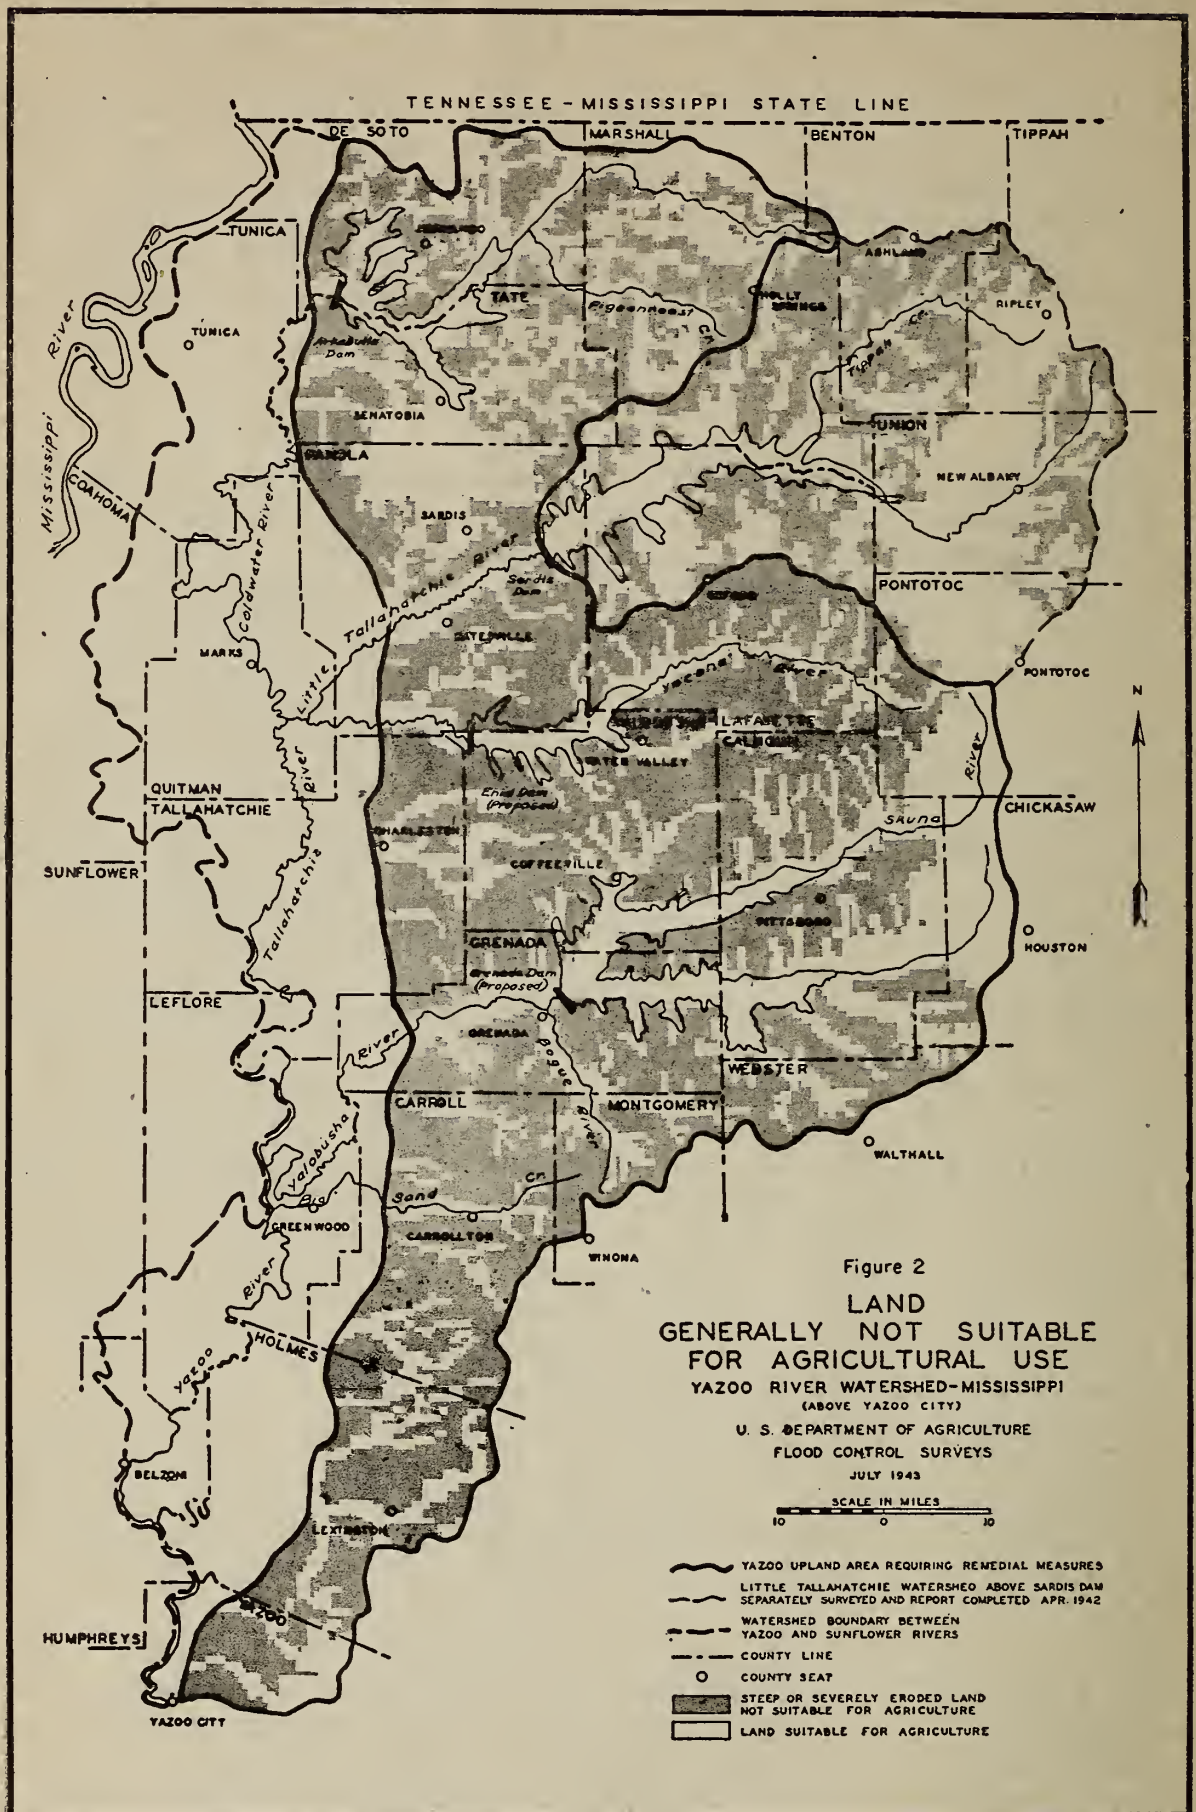 TENNESSEE-MISSISSIPPI STATE LINE
DE SOTO
MARSHALL
BENTON
TIPPAH
TUNICA
HERNANDO
ASHLAND
TATE
HOLLY
SPRINGS
RIPLEY
River
TUNICA
Pigeonroost Cr.
Tippah Cr.
Arkabutla
Dam
SENATOBIA
Mississippi
UNION
PANOLA
COAHOMA
NEW ALBANY
SARDIS
Coldwater River
Little Tallahatchie River
Sardis
Dam
PONTOTOC
OXFORD
BATESVILLE
MARKS
Yocona River
PONTOTOC
N
LAFAYETTE
CALHOUN
WATER VALLEY
River
River
QUITMAN
TALLAHATCHIE
Enid Dam
(Proposed)
CHICKASAW
Skuna
CHARLESTON
SUNFLOWER
COFFEEVILLE
Tallahatchie
PITTSBORO
GRENADA
HOUSTON
Grenada Dam
(Proposed)
LEFLORE
GRENADA
River
Bogue
WEBSTER
CARROLL
MONTGOMERY
River
Yalobusha
WALTHALL
Big Sand Cr.
GREENWOOD
CARROLLTON
WINONA
River
HOLMES
Yazoo
BELZONI
LEXINGTON
YAZOO
HUMPHREYS
YAZOO CITY
Figure 2
LAND
GENERALLY NOT SUITABLE
FOR AGRICULTURAL USE
YAZOO RIVER WATERSHED-MISSISSIPPI
(ABOVE YAZOO CITY)
U. S. DEPARTMENT OF AGRICULTURE
FLOOD CONTROL SURVEYS
JULY 1943
SCALE IN MILES
10 0 10
YAZOO UPLAND AREA REQUIRING REMEDIAL MEASURES
LITTLE TALLAHATCHIE WATERSHED ABOVE SARDIS DAM
SEPARATELY SURVEYED AND REPORT COMPLETED APR. 1942
WATERSHED BOUNDARY BETWEEN
YAZOO AND SUNFLOWER RIVERS
COUNTY LINE
COUNTY SEAT
STEEP OR SEVERELY ERODED LAND
NOT SUITABLE FOR AGRICULTURE
LAND SUITABLE FOR AGRICULTURE